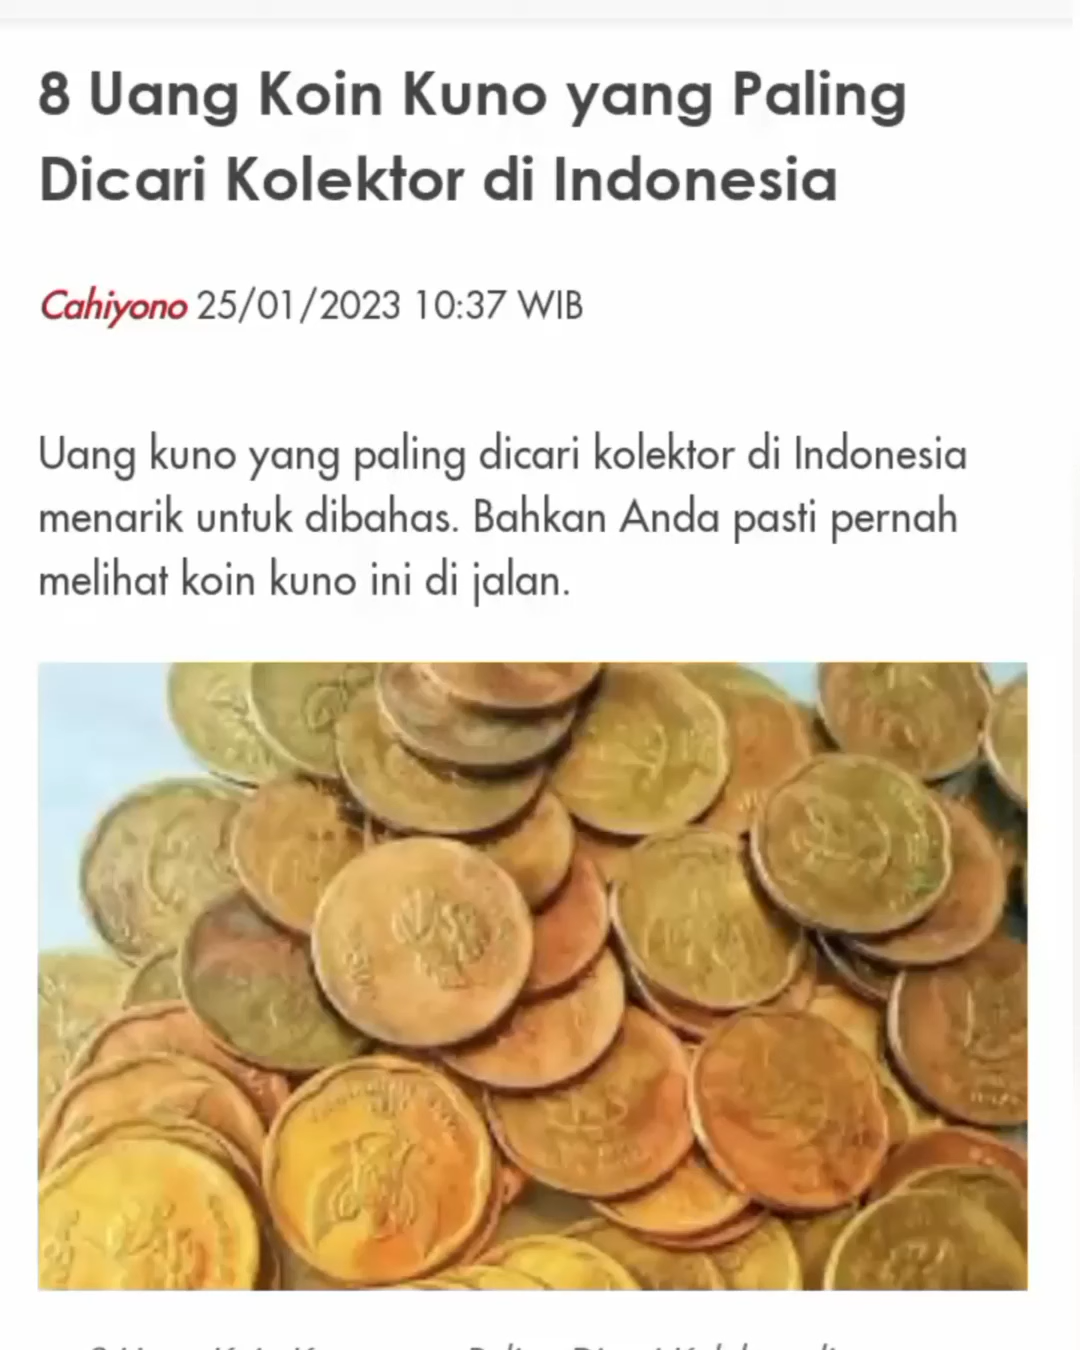 8 Uang Koin Kuno yang Paling
Dicari Kolektor di Indonesia
Cahiyono 25/01/2023 10:37 WIB
Uang kuno yang paling dicari kolektor di Indonesia
menarik untuk dibahas. Bahkan Anda pasti pernah
melihat koin kuno ini di jalan.